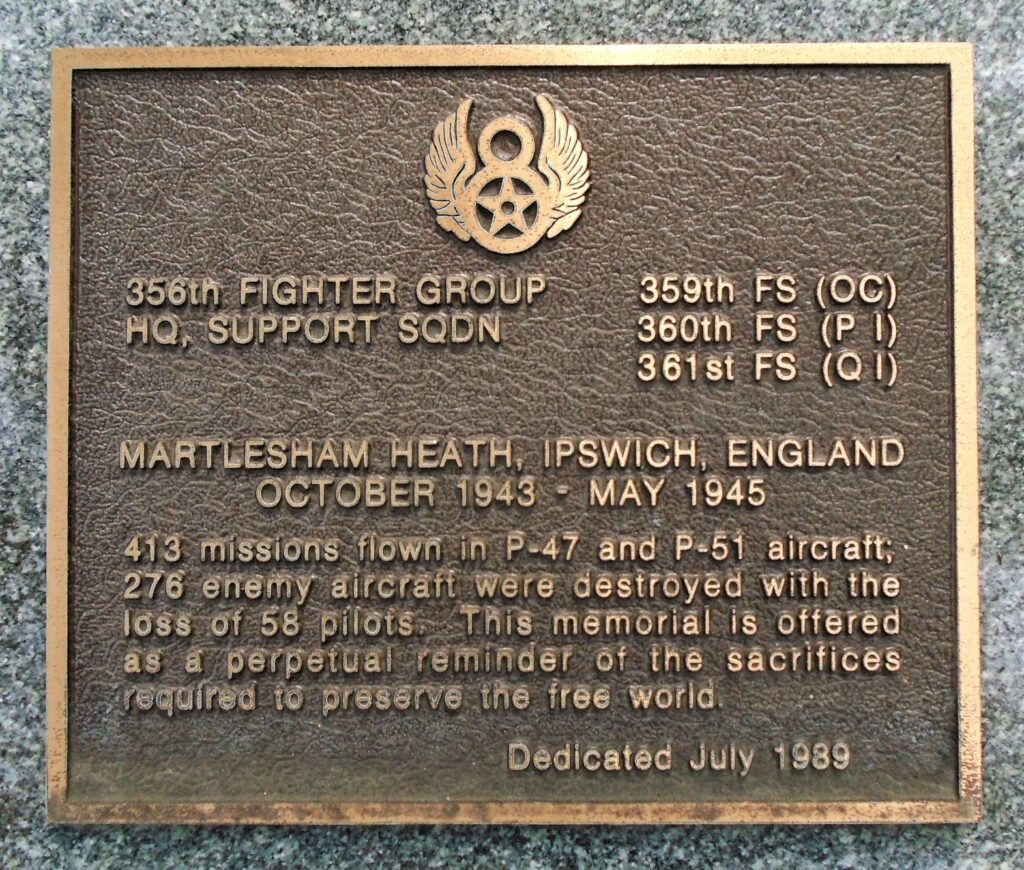 8
356th FIGHTER GROUP 359th FS (OC)
HQ, SUPPORT SQDN 360th FS (P I)
361st FS (Q I)
MARTLESHAM HEATH, IPSWICH, ENGLAND
OCTOBER 1943 - MAY 1945
413 missions flown in P-47 and P-51 aircraft;
276 enemy aircraft were destroyed with the
loss of 58 pilots. This memorial is offered
as a perpetual reminder of the sacrifices
required to preserve the free world.
Dedicated July 1989